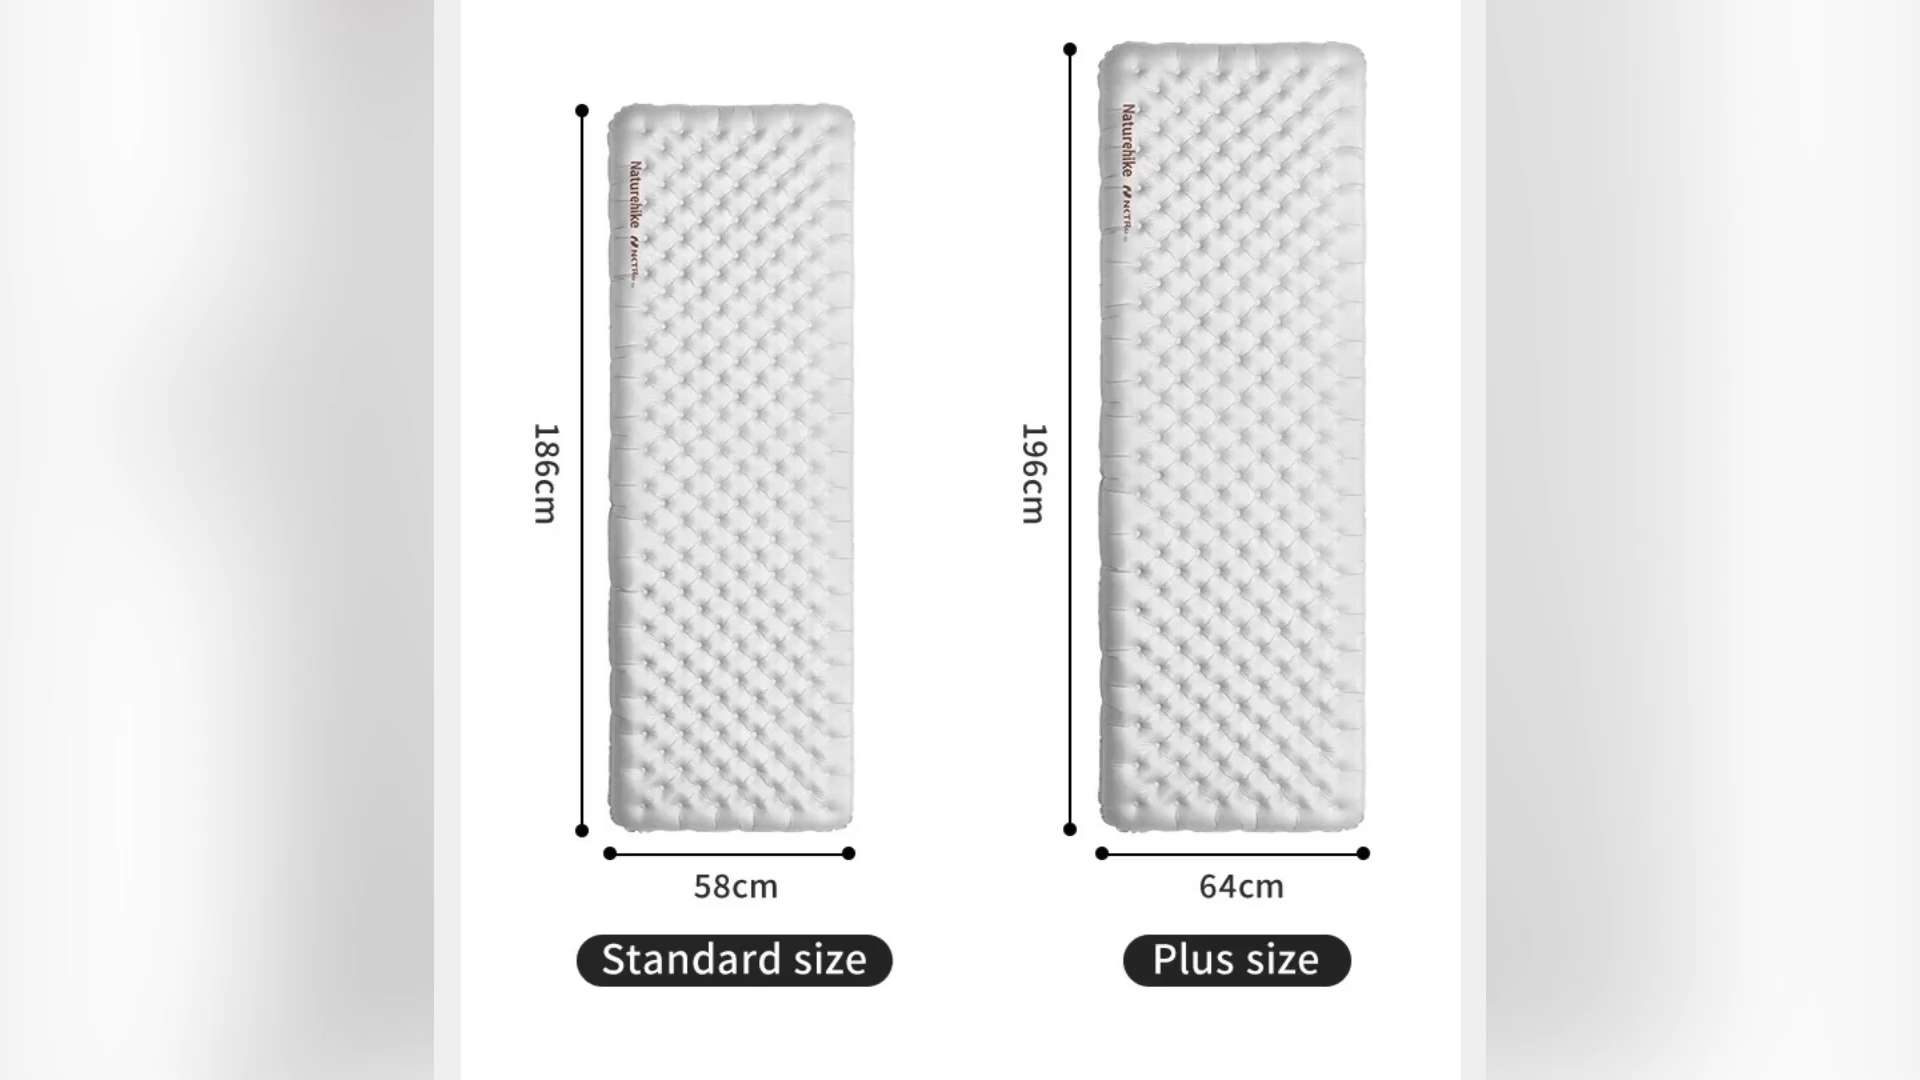 Naturehike
186cm
58cm
Standard size
Naturehike
196cm
64cm
Plus size